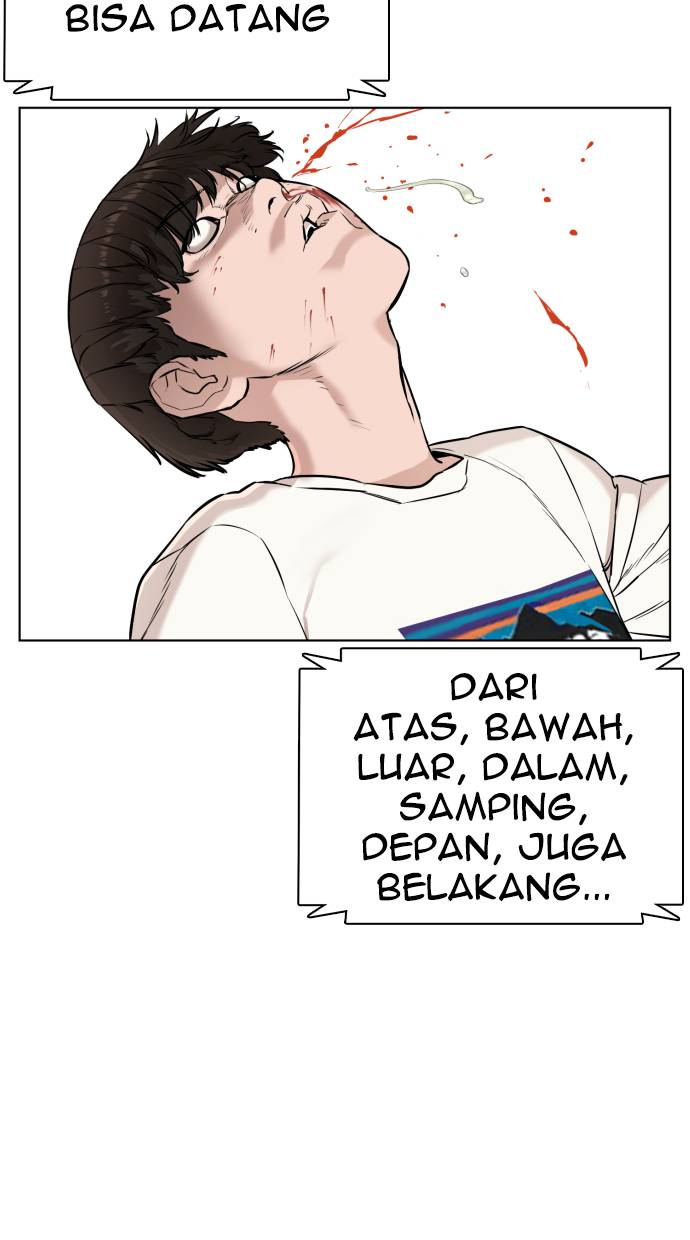 BISA DATANG
DARI
ATAS, BAWAH,
LUAR, DALAM,
SAMPING,
DEPAN, JUGA
BELAKANG...